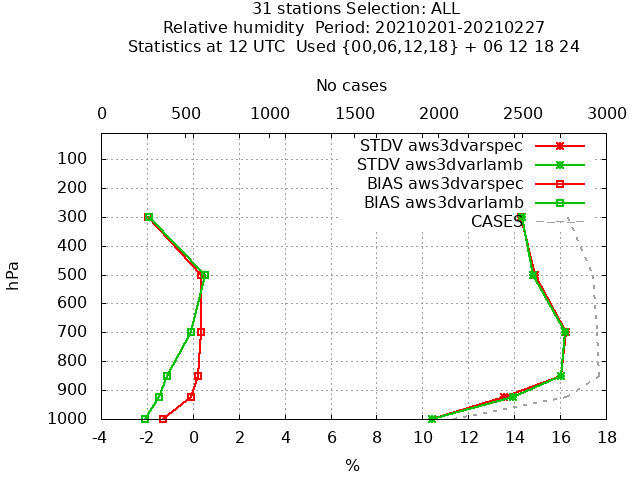 31 stations Selection: ALL
Relative humidity  Period: 20210201-20210227
Statistics at 12 UTC  Used {00,06,12,18} + 06 12 18 24
No cases
0 500 1000 1500 2000 2500 3000
STDV aws3dvarspec
STDV aws3dvarlamb
BIAS aws3dvarspec
BIAS aws3dvarlamb
CASES
hPa
100
200
300
400
500
600
700
800
900
1000
-4 -2 0 2 4 6 8 10 12 14 16 18
%